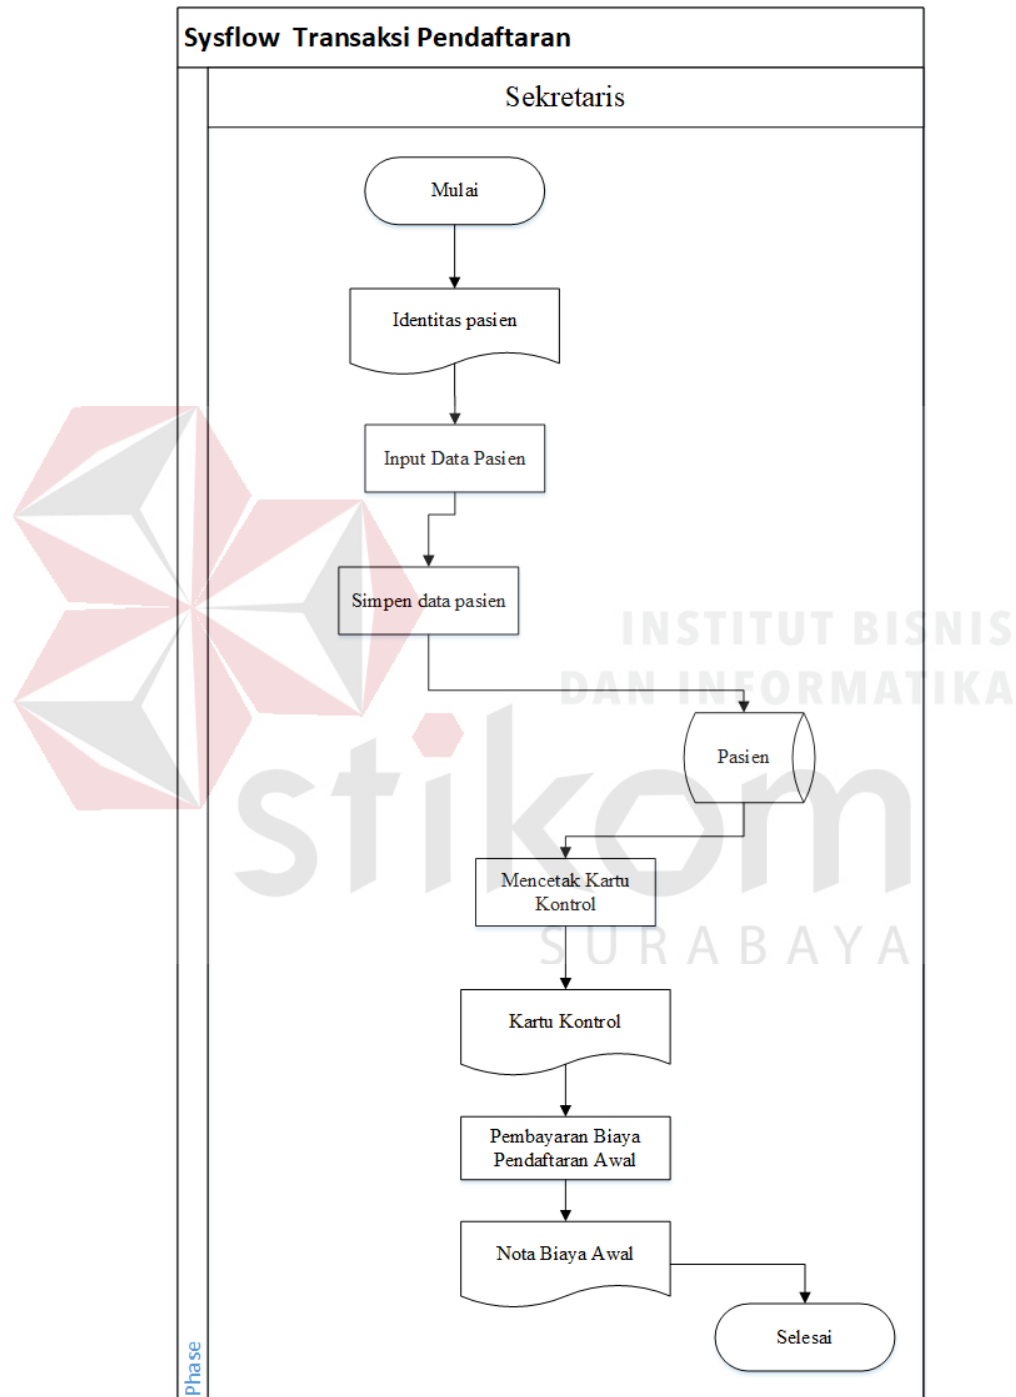 Sysflow  Transaksi Pendaftaran
Sekretaris
Mulai
Identitas pasien
Input Data Pasien
Simpen data pasien
INSTITUT BISNIS
DAN INFORMATIKA
Pasien
stikom
Mencetak Kartu
Kontrol
SURABAYA
Kartu Kontrol
Pembayaran Biaya
Pendaftaran Awal
Nota Biaya Awal
Selesai
Phase